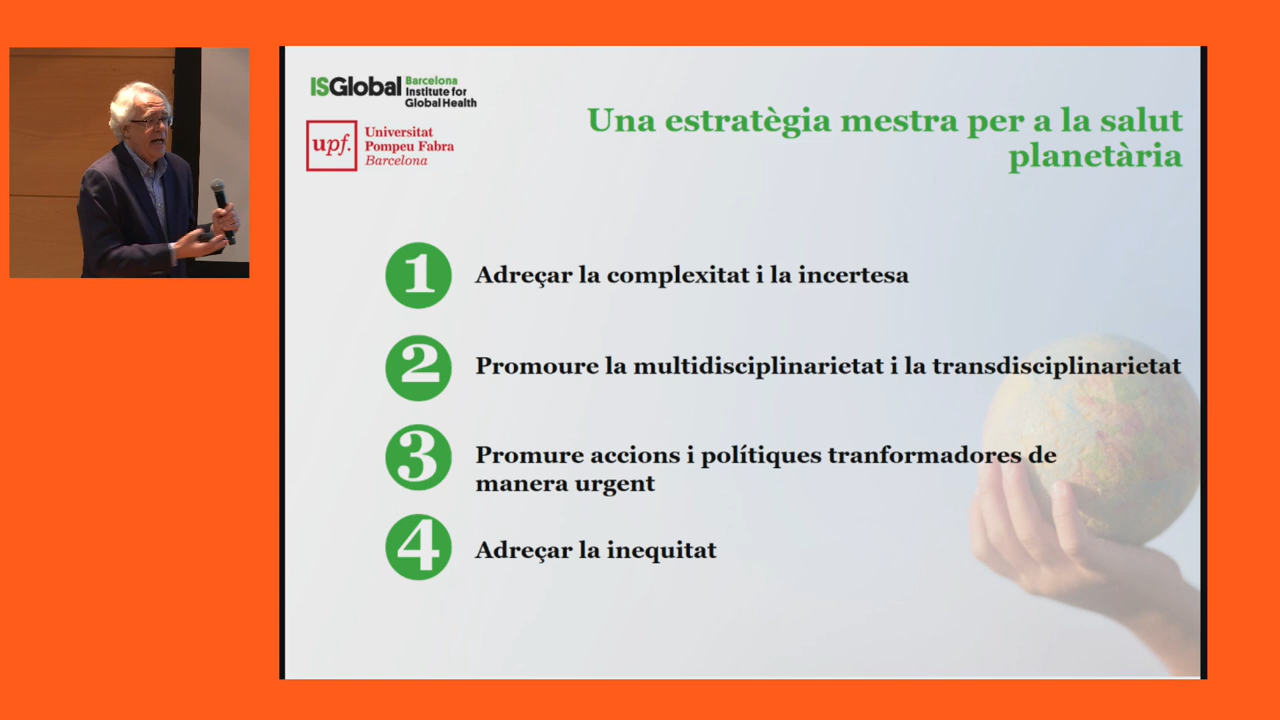 ISGlobal Barcelona
Institute for
Global Health
upf. Universitat
Pompeu Fabra
Barcelona
Una estratègia mestra per a la salut
planetària
1 Adreçar la complexitat i la incertesa
2 Promoure la multidisciplinarietat i la transdisciplinarietat
3 Promure accions i polítiques tranformadores de
manera urgent
4 Adreçar la inequitat